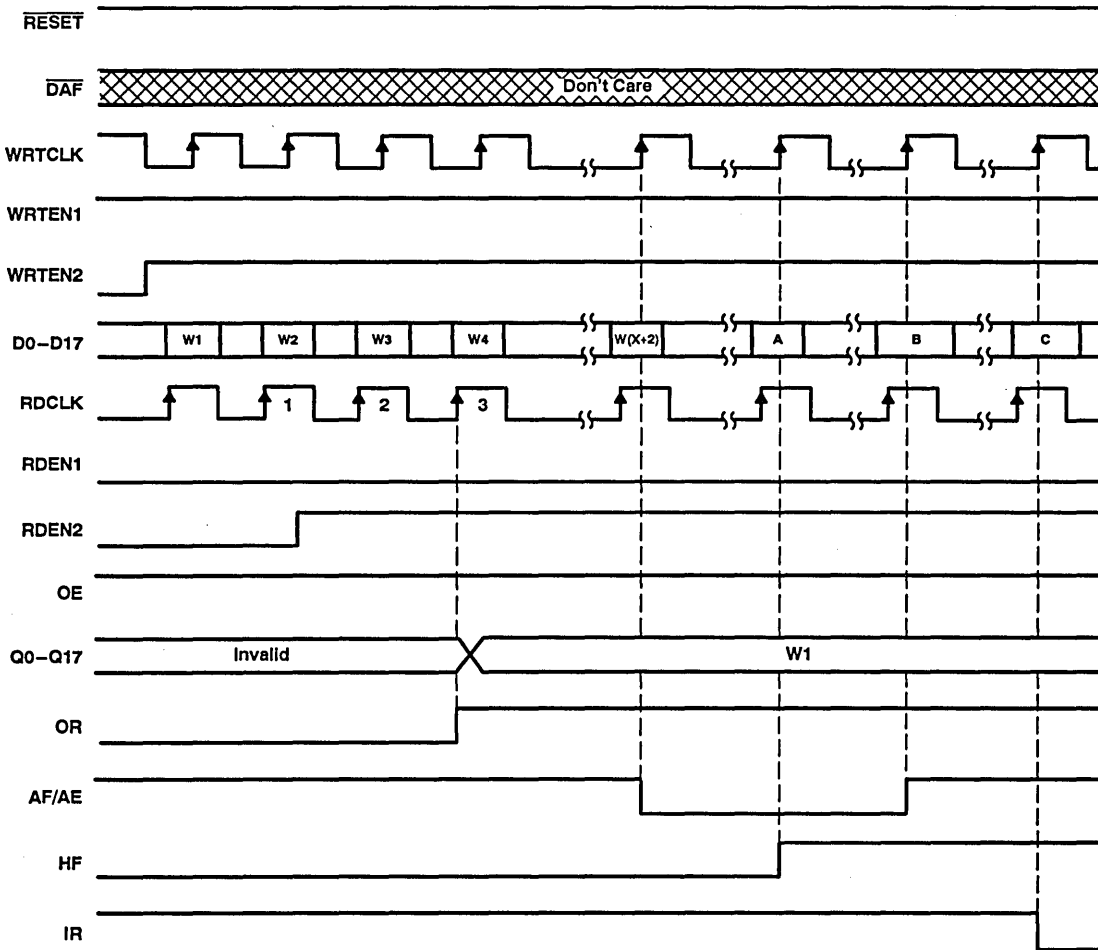 RESET
DAF
Don't Care
WRTCLK
WRTEN1
WRTEN2
D0–D17
W1 W2 W3 W4 W(X+2) A B C
RDCLK
1 2 3
RDEN1
RDEN2
OE
Q0–Q17
Invalid W1
OR
AF/AE
HF
IR